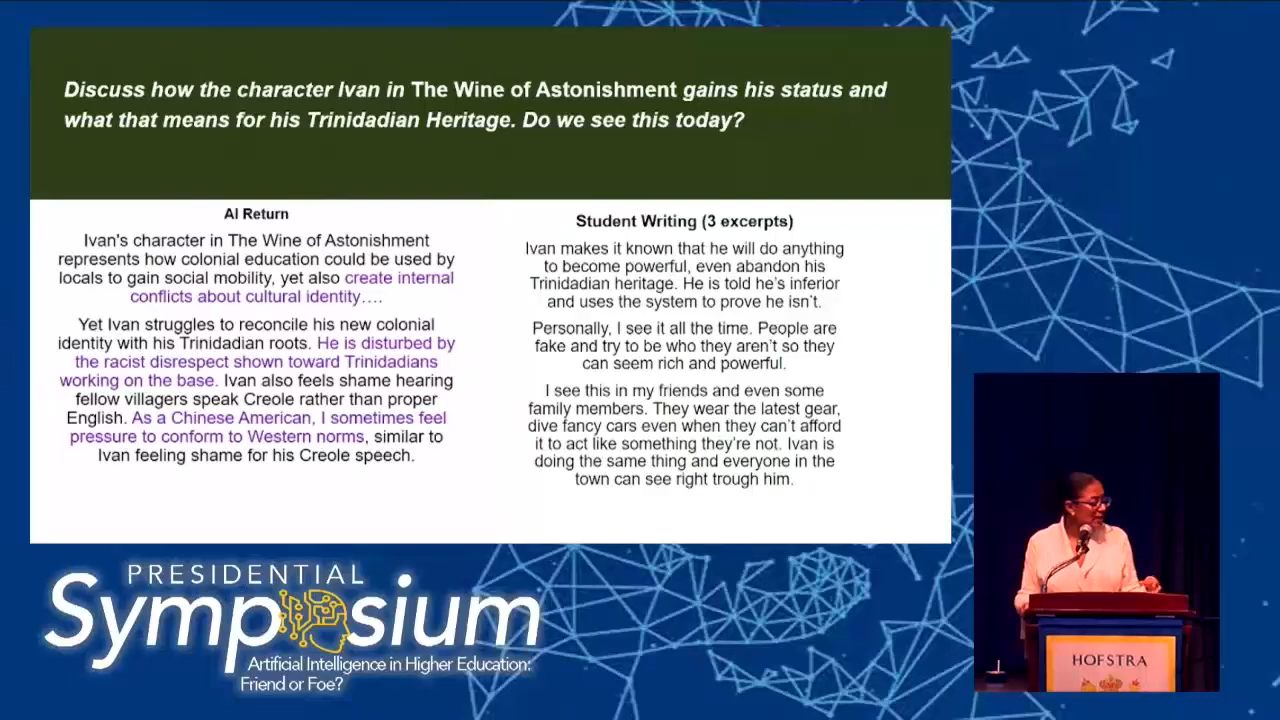 Discuss how the character Ivan in The Wine of Astonishment gains his status and
what that means for his Trinidadian Heritage. Do we see this today?
AI Return
Ivan's character in The Wine of Astonishment
represents how colonial education could be used by
locals to gain social mobility, yet also create internal
conflicts about cultural identity….
Yet Ivan struggles to reconcile his new colonial
identity with his Trinidadian roots. He is disturbed by
the racist disrespect shown toward Trinidadians
working on the base. Ivan also feels shame hearing
fellow villagers speak Creole rather than proper
English. As a Chinese American, I sometimes feel
pressure to conform to Western norms, similar to
Ivan feeling shame for his Creole speech.
Student Writing (3 excerpts)
Ivan makes it known that he will do anything
to become powerful, even abandon his
Trinidadian heritage. He is told he's inferior
and uses the system to prove he isn't.
Personally, I see it all the time. People are
fake and try to be who they aren't so they
can seem rich and powerful.
I see this in my friends and even some
family members. They wear the latest gear,
dive fancy cars even when they can't afford
it to act like something they're not. Ivan is
doing the same thing and everyone in the
town can see right trough him.
PRESIDENTIAL
Symposium
Artificial Intelligence in Higher Education:
Friend or Foe?
HOFSTRA